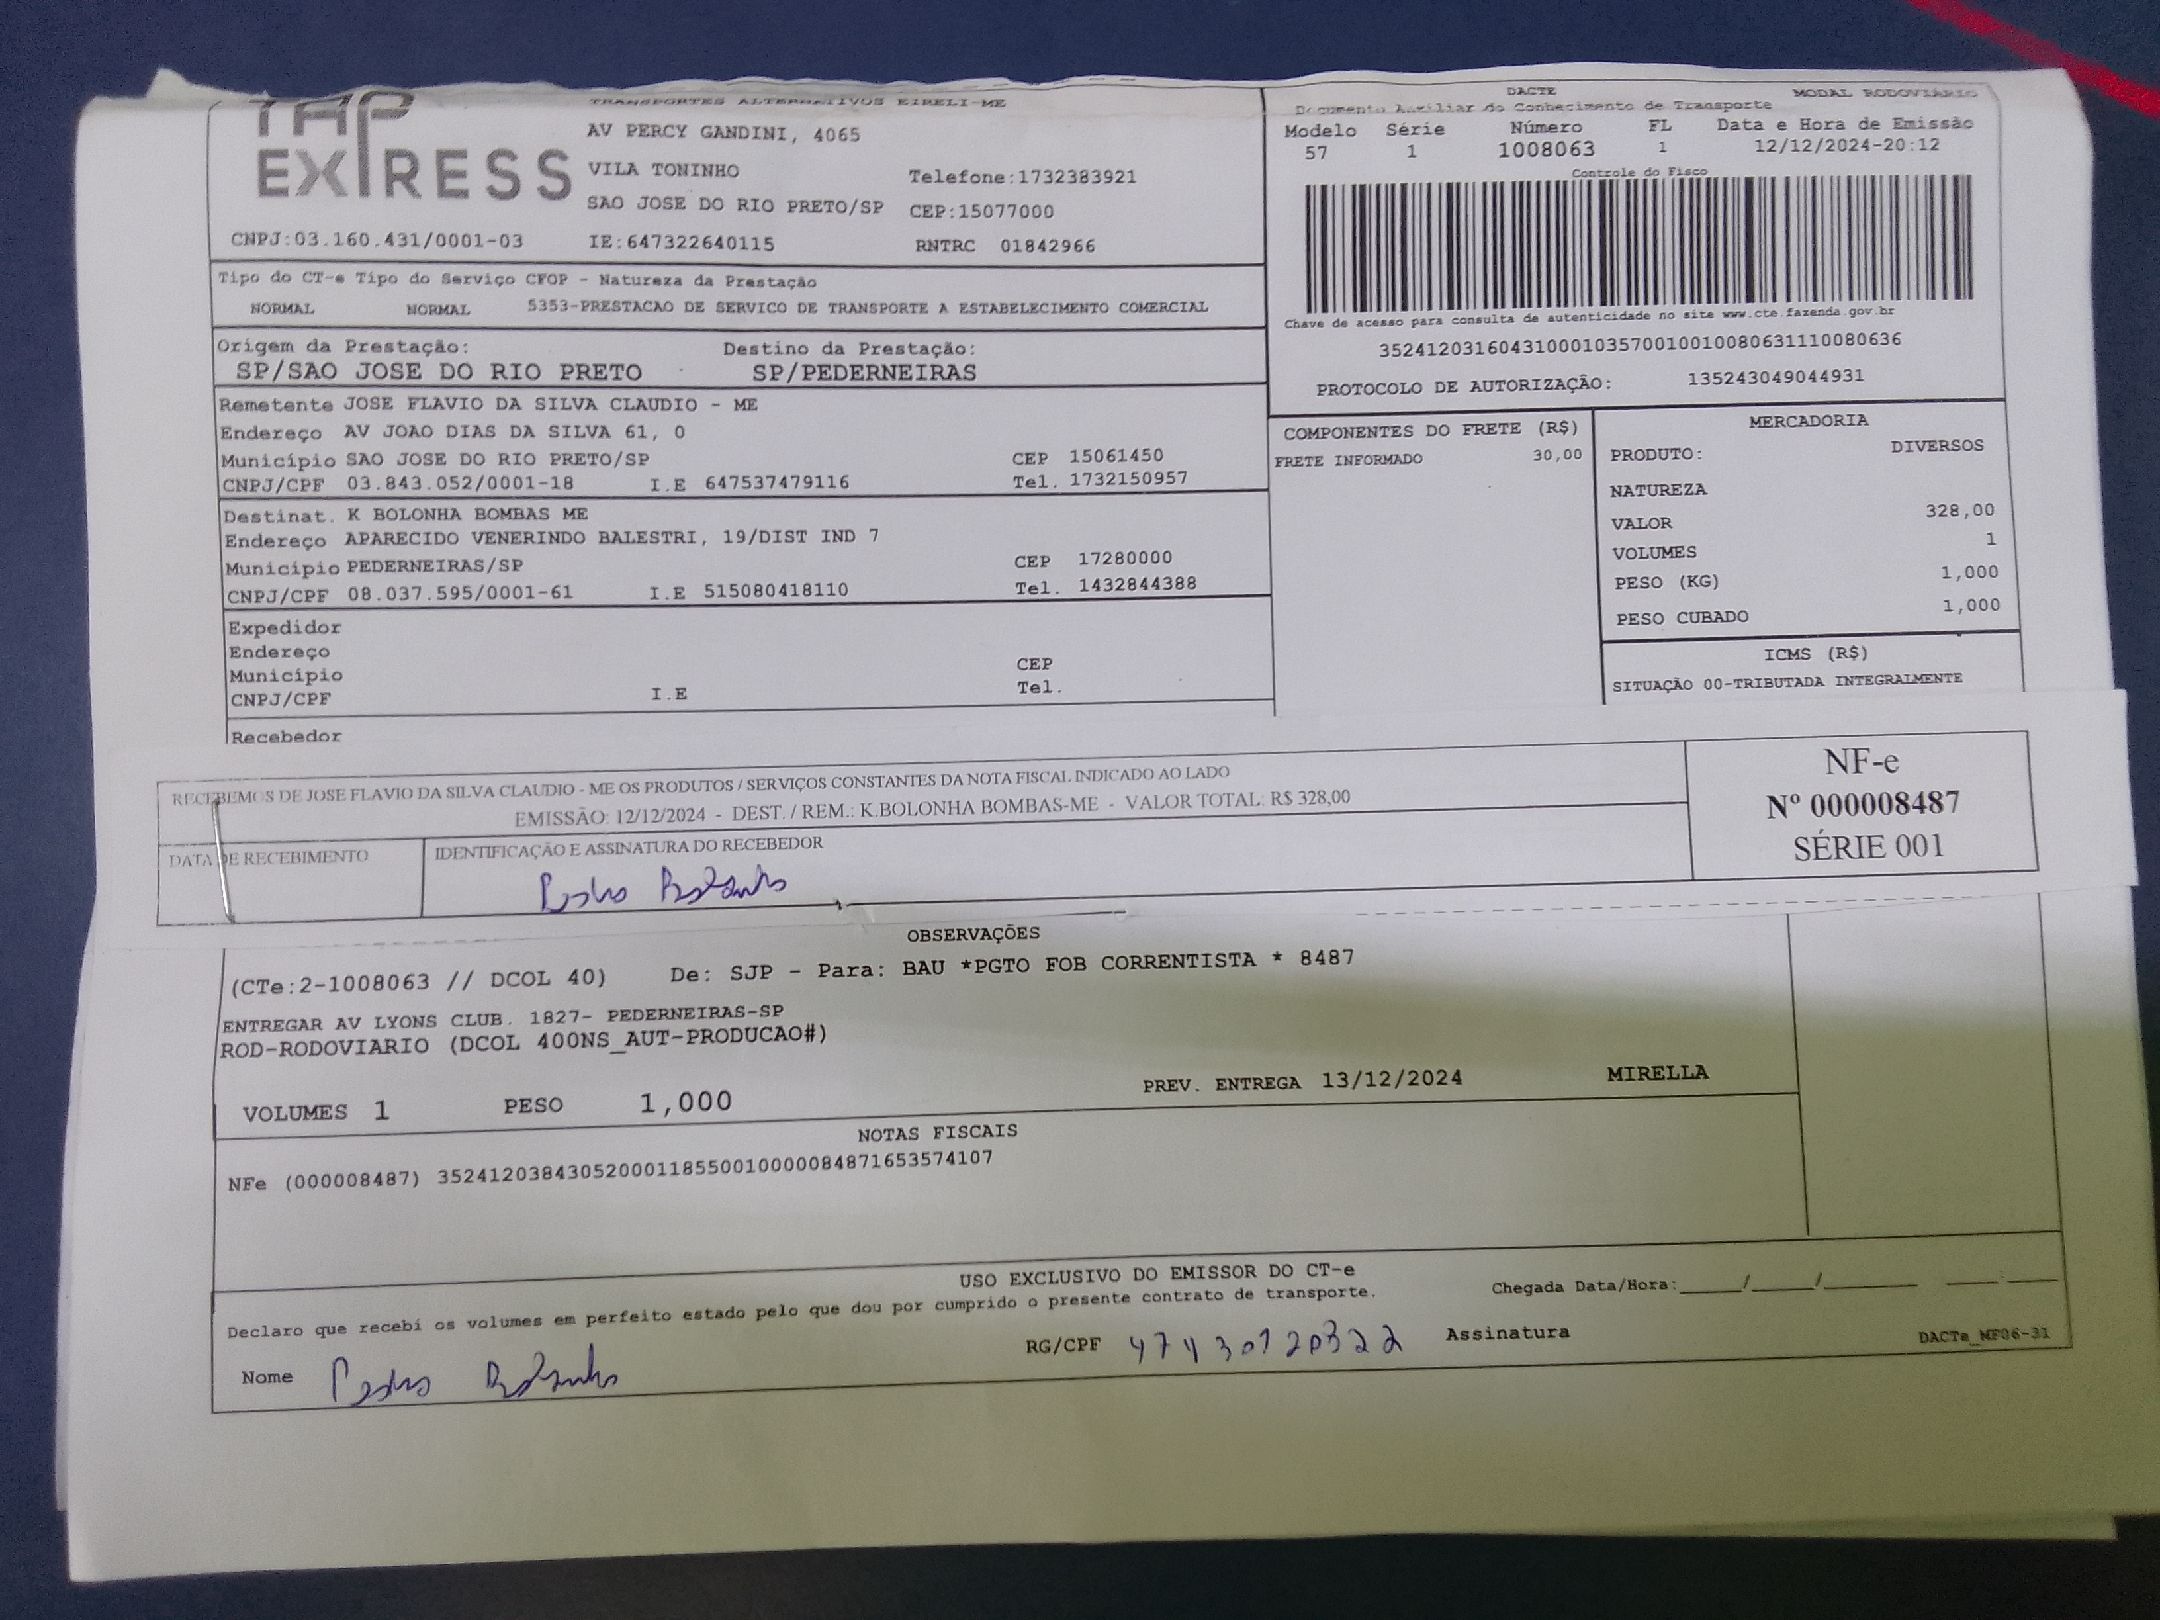 TAP
EXPRESS
TRANSPORTES ALTERNATIVOS EIRELI-ME
AV PERCY GANDINI, 4065
VILA TONINHO Telefone:1732383921
SAO JOSE DO RIO PRETO/SP CEP:15077000
CNPJ:03.160.431/0001-03 IE:647322640115 RNTRC 01842966
DACTE MODAL RODOVIÁRIO
Documento Auxiliar do Conhecimento de Transporte
Modelo Série Número FL Data e Hora de Emissão
57 1 1008063 1 12/12/2024-20:12
Controle do Fisco
Chave de acesso para consulta de autenticidade no site www.cte.fazenda.gov.br
35241203160431000103570010010080631110080636
PROTOCOLO DE AUTORIZAÇÃO: 135243049044931
Tipo do CT-e Tipo do Serviço CFOP - Natureza da Prestação
NORMAL NORMAL 5353-PRESTACAO DE SERVICO DE TRANSPORTE A ESTABELECIMENTO COMERCIAL
Origem da Prestação: Destino da Prestação:
SP/SAO JOSE DO RIO PRETO SP/PEDERNEIRAS
Remetente JOSE FLAVIO DA SILVA CLAUDIO - ME
Endereço AV JOAO DIAS DA SILVA 61, 0
Município SAO JOSE DO RIO PRETO/SP CEP 15061450
CNPJ/CPF 03.843.052/0001-18 I.E 647537479116 Tel. 1732150957
Destinat. K BOLONHA BOMBAS ME
Endereço APARECIDO VENERINDO BALESTRI, 19/DIST IND 7
Município PEDERNEIRAS/SP CEP 17280000
CNPJ/CPF 08.037.595/0001-61 I.E 515080418110 Tel. 1432844388
Expedidor
Endereço
Município CEP
CNPJ/CPF I.E Tel.
Recebedor
COMPONENTES DO FRETE (R$)
FRETE INFORMADO 30,00
MERCADORIA
PRODUTO: DIVERSOS
NATUREZA
VALOR 328,00
VOLUMES 1
PESO (KG) 1,000
PESO CUBADO 1,000
ICMS (R$)
SITUAÇÃO 00-TRIBUTADA INTEGRALMENTE
RECEBEMOS DE JOSE FLAVIO DA SILVA CLAUDIO - ME OS PRODUTOS / SERVIÇOS CONSTANTES DA NOTA FISCAL INDICADO AO LADO
EMISSÃO: 12/12/2024 - DEST. / REM.: K.BOLONHA BOMBAS-ME - VALOR TOTAL: R$ 328,00
DATA DE RECEBIMENTO IDENTIFICAÇÃO E ASSINATURA DO RECEBEDOR
Pedro Bolonha
NF-e
Nº 000008487
SÉRIE 001
OBSERVAÇÕES
(CTe:2-1008063 // DCOL 40) De: SJP - Para: BAU *PGTO FOB CORRENTISTA * 8487
ENTREGAR AV LYONS CLUB. 1827- PEDERNEIRAS-SP
ROD-RODOVIARIO (DCOL 400NS_AUT-PRODUCAO#)
VOLUMES 1 PESO 1,000 PREV. ENTREGA 13/12/2024 MIRELLA
NOTAS FISCAIS
NFe (000008487) 35241203843052000118550010000084871653574107
USO EXCLUSIVO DO EMISSOR DO CT-e
Declaro que recebi os volumes em perfeito estado pelo que dou por cumprido o presente contrato de transporte. Chegada Data/Hora:_____/_____/________ ____:____
Nome Pedro Bolonha RG/CPF Assinatura DACTe_MF06-31